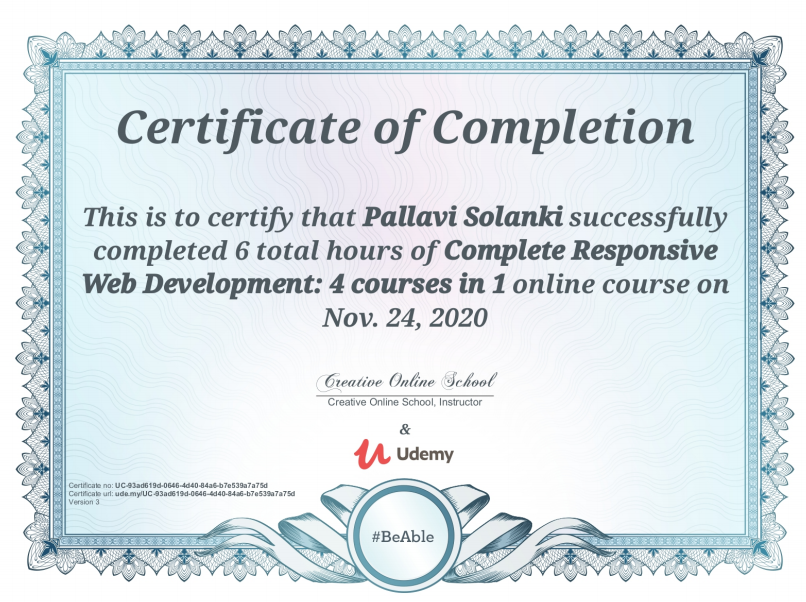 Certificate of Completion
This is to certify that Pallavi Solanki successfully
completed 6 total hours of Complete Responsive
Web Development: 4 courses in 1 online course on
Nov. 24, 2020
Creative Online School
Creative Online School, Instructor
&
Udemy
Certificate no: UC-93ad619d-0646-4d40-84a6-b7e539a7a75d
Certificate url: ude.my/UC-93ad619d-0646-4d40-84a6-b7e539a7a75d
Version 3
#BeAble